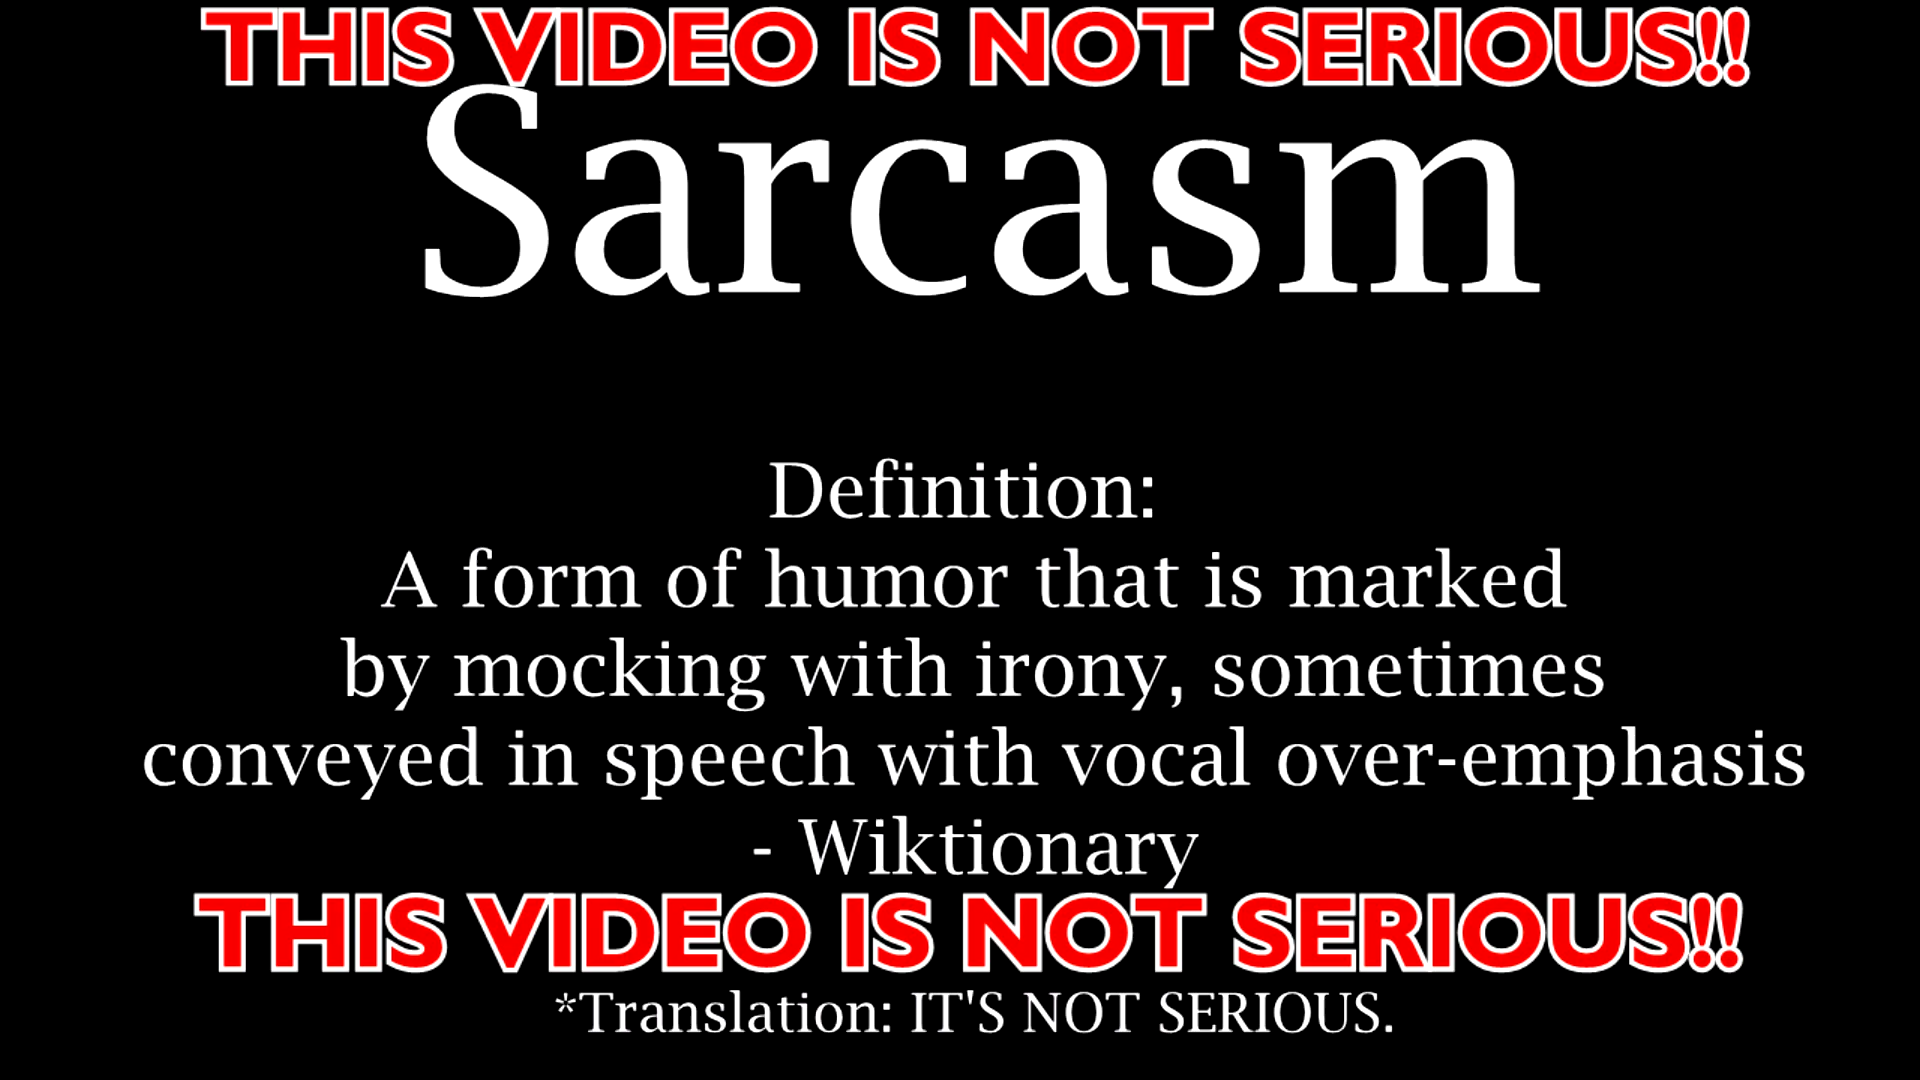 THIS VIDEO IS NOT SERIOUS!!
Sarcasm
Definition:
A form of humor that is marked
by mocking with irony, sometimes
conveyed in speech with vocal over-emphasis
- Wiktionary
THIS VIDEO IS NOT SERIOUS!!
*Translation: IT'S NOT SERIOUS.